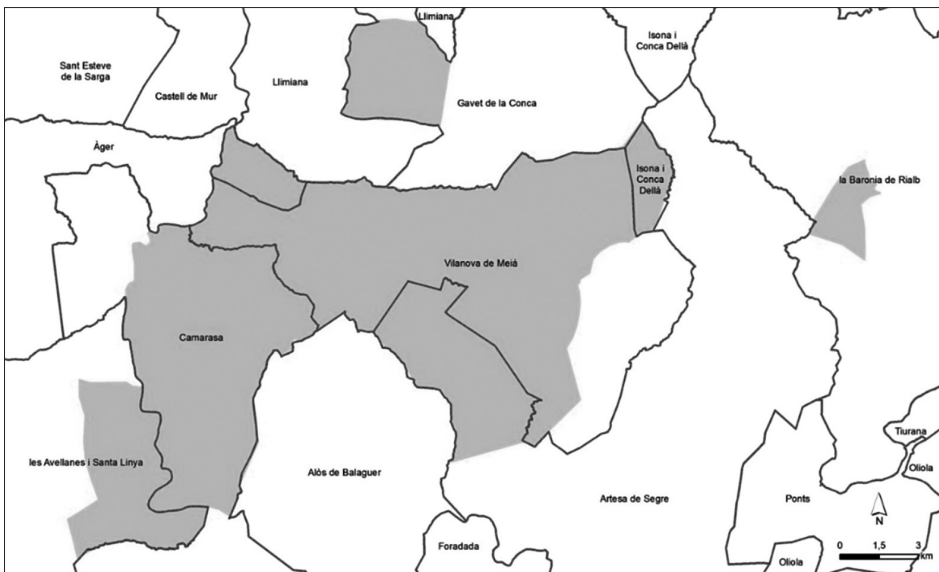 Llimiana
Isona i
Conca Dellà
Sant Esteve
de la Sarga
Castell de Mur
Llimiana
Gavet de la Conca
Àger
Isona i
Conca
Dellà
la Baronia de Rialb
Vilanova de Meiá
Camarasa
les Avellanes i Santa Linya
Alòs de Balaguer
Artesa de Segre
Ponts
Tiurana
Oliola
Foradada
Oliola
N
0 1,5 3
km